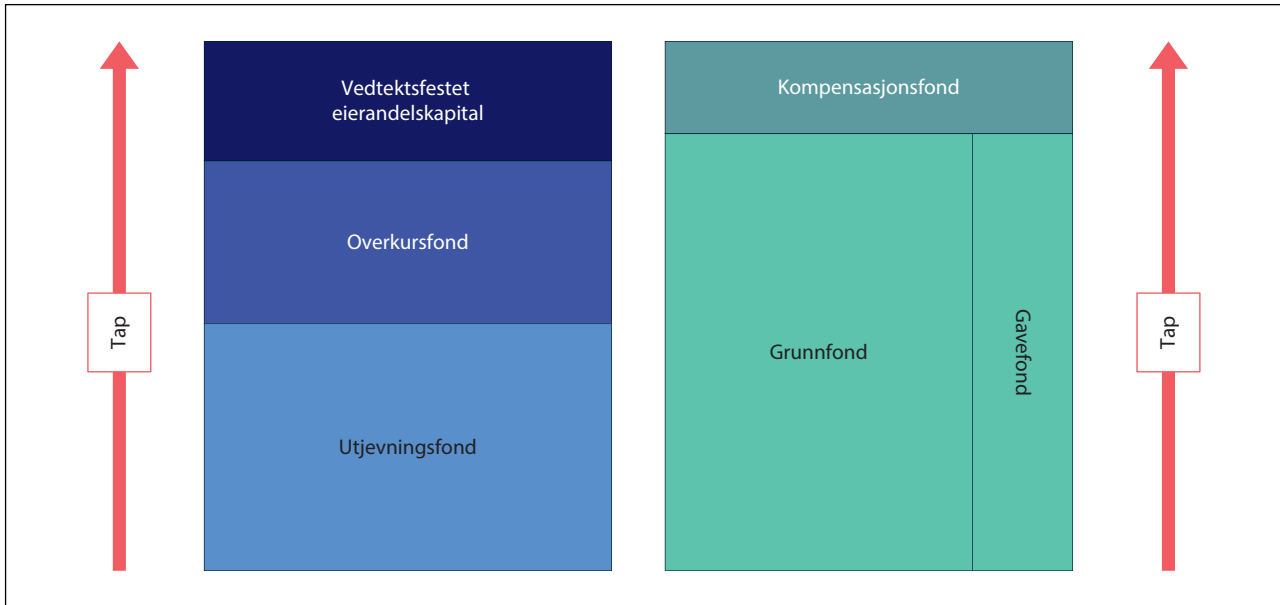 Tap
Vedtektsfestet
eierandelskapital
Overkursfond
Utjevningsfond
Kompensasjonsfond
Grunnfond
Gavefond
Tap